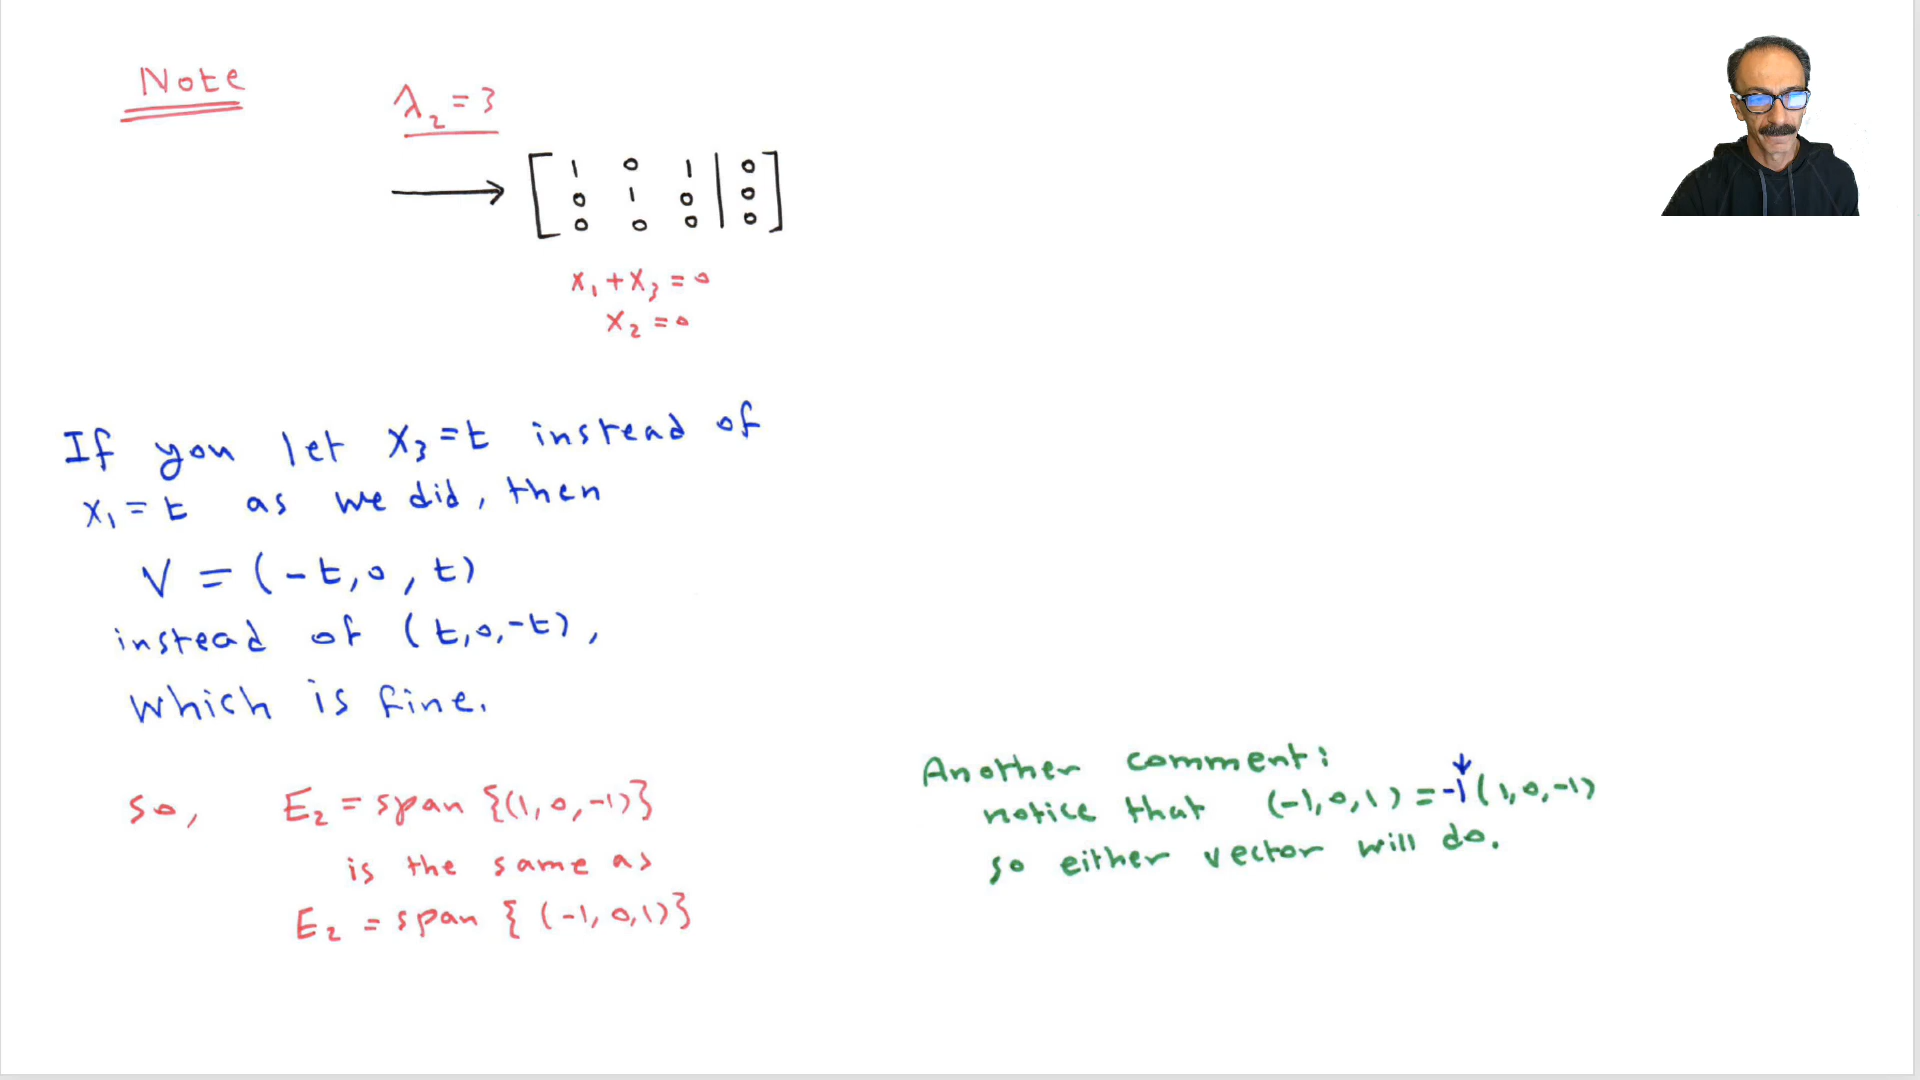 Note
λ₂ = 3
→ [ 1 0 1 | 0 ]
0 1 0 | 0
0 0 0 | 0
x₁ + x₃ = 0
x₂ = 0
If you let x₃ = t instead of
x₁ = t as we did, then
V = (-t, 0, t)
instead of (t, 0, -t),
which is fine.
so, E₂ = span {(1, 0, -1)}
is the same as
E₂ = span {(-1, 0, 1)}
Another comment:
notice that (-1, 0, 1) = -1(1, 0, -1)
so either vector will do.